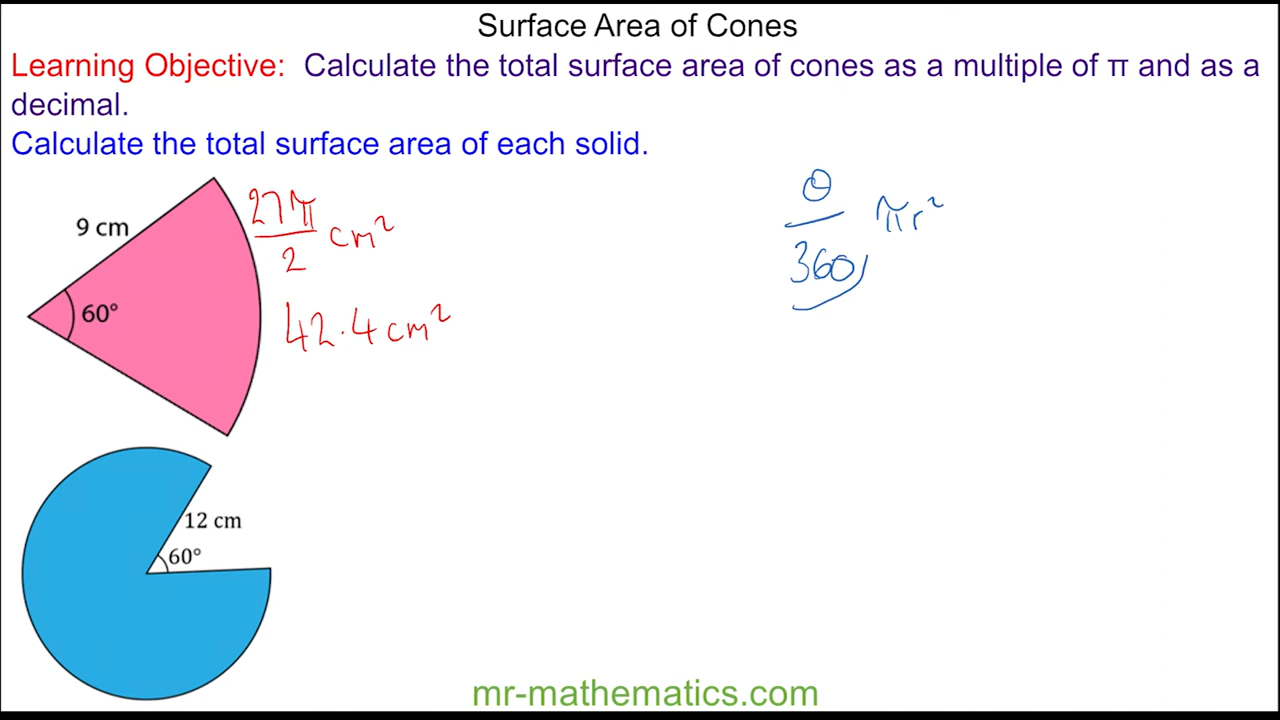 Surface Area of Cones
Learning Objective: Calculate the total surface area of cones as a multiple of π and as a
decimal.
Calculate the total surface area of each solid.
9 cm
60°
27π
2
cm²
42.4 cm²
θ
360
πr²
12 cm
60°
mr-mathematics.com